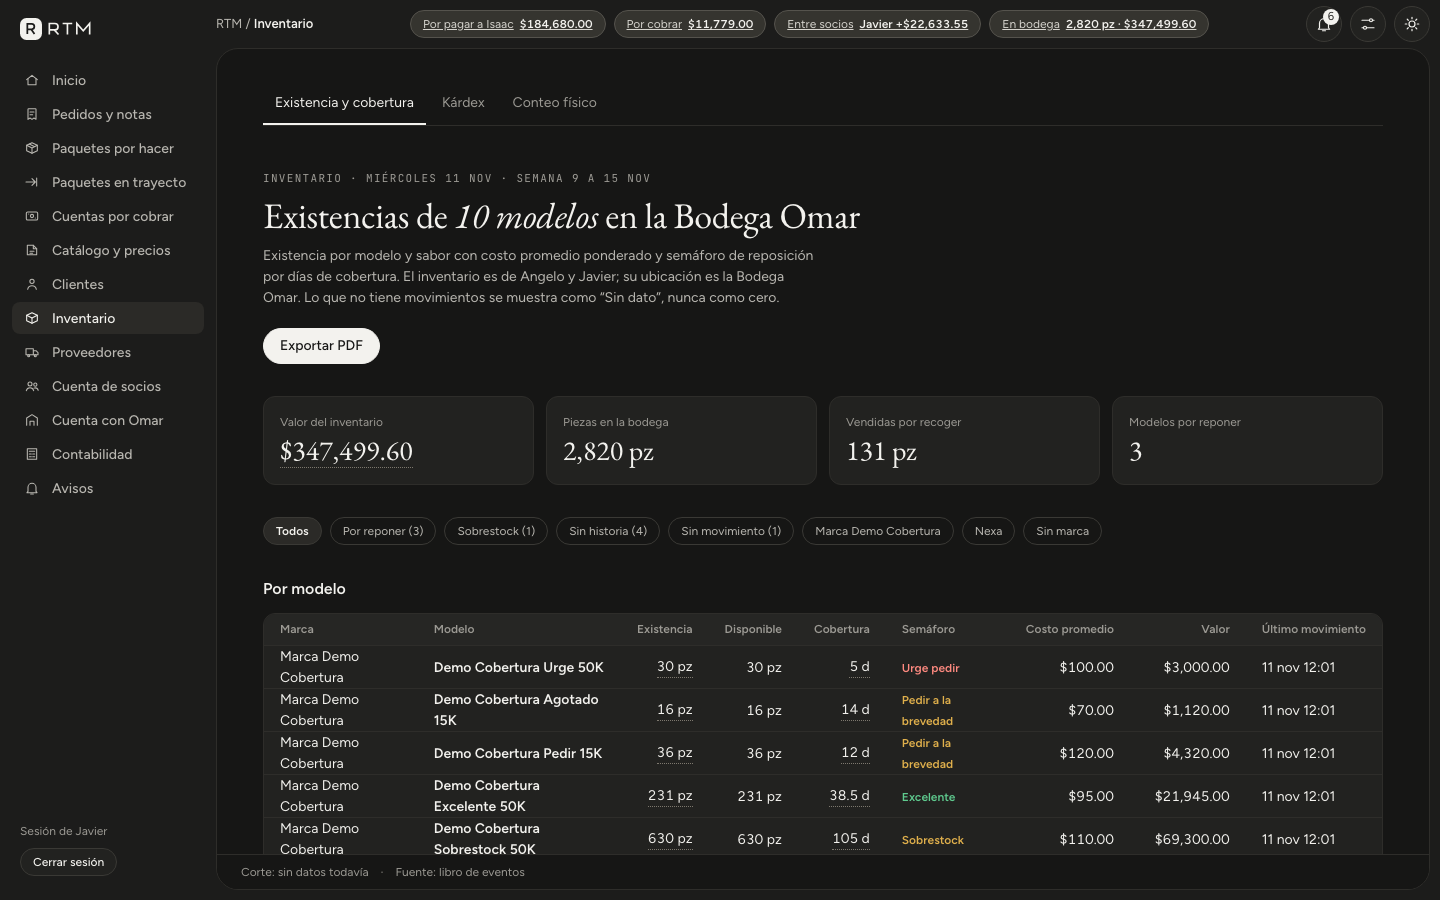 R RTM
RTM / Inventario
Por pagar a Isaac $184,680.00
Por cobrar $11,779.00
Entre socios Javier +$22,633.55
En bodega 2,820 pz · $347,499.60
6
Inicio
Pedidos y notas
Paquetes por hacer
Paquetes en trayecto
Cuentas por cobrar
Catálogo y precios
Clientes
Inventario
Proveedores
Cuenta de socios
Cuenta con Omar
Contabilidad
Avisos
Sesión de Javier
Cerrar sesión
Existencia y cobertura Kárdex Conteo físico
INVENTARIO · MIÉRCOLES 11 NOV · SEMANA 9 A 15 NOV
Existencias de 10 modelos en la Bodega Omar
Existencia por modelo y sabor con costo promedio ponderado y semáforo de reposición
por días de cobertura. El inventario es de Angelo y Javier; su ubicación es la Bodega
Omar. Lo que no tiene movimientos se muestra como “Sin dato”, nunca como cero.
Exportar PDF
Valor del inventario
$347,499.60
Piezas en la bodega
2,820 pz
Vendidas por recoger
131 pz
Modelos por reponer
3
Todos Por reponer (3) Sobrestock (1) Sin historia (4) Sin movimiento (1) Marca Demo Cobertura Nexa Sin marca
Por modelo
Marca Modelo Existencia Disponible Cobertura Semáforo Costo promedio Valor Último movimiento
Marca Demo Cobertura Demo Cobertura Urge 50K 30 pz 30 pz 5 d Urge pedir $100.00 $3,000.00 11 nov 12:01
Marca Demo Cobertura Demo Cobertura Agotado 15K 16 pz 16 pz 14 d Pedir a la brevedad $70.00 $1,120.00 11 nov 12:01
Marca Demo Cobertura Demo Cobertura Pedir 15K 36 pz 36 pz 12 d Pedir a la brevedad $120.00 $4,320.00 11 nov 12:01
Marca Demo Cobertura Demo Cobertura Excelente 50K 231 pz 231 pz 38.5 d Excelente $95.00 $21,945.00 11 nov 12:01
Marca Demo Cobertura Demo Cobertura Sobrestock 50K 630 pz 630 pz 105 d Sobrestock $110.00 $69,300.00 11 nov 12:01
Corte: sin datos todavía · Fuente: libro de eventos